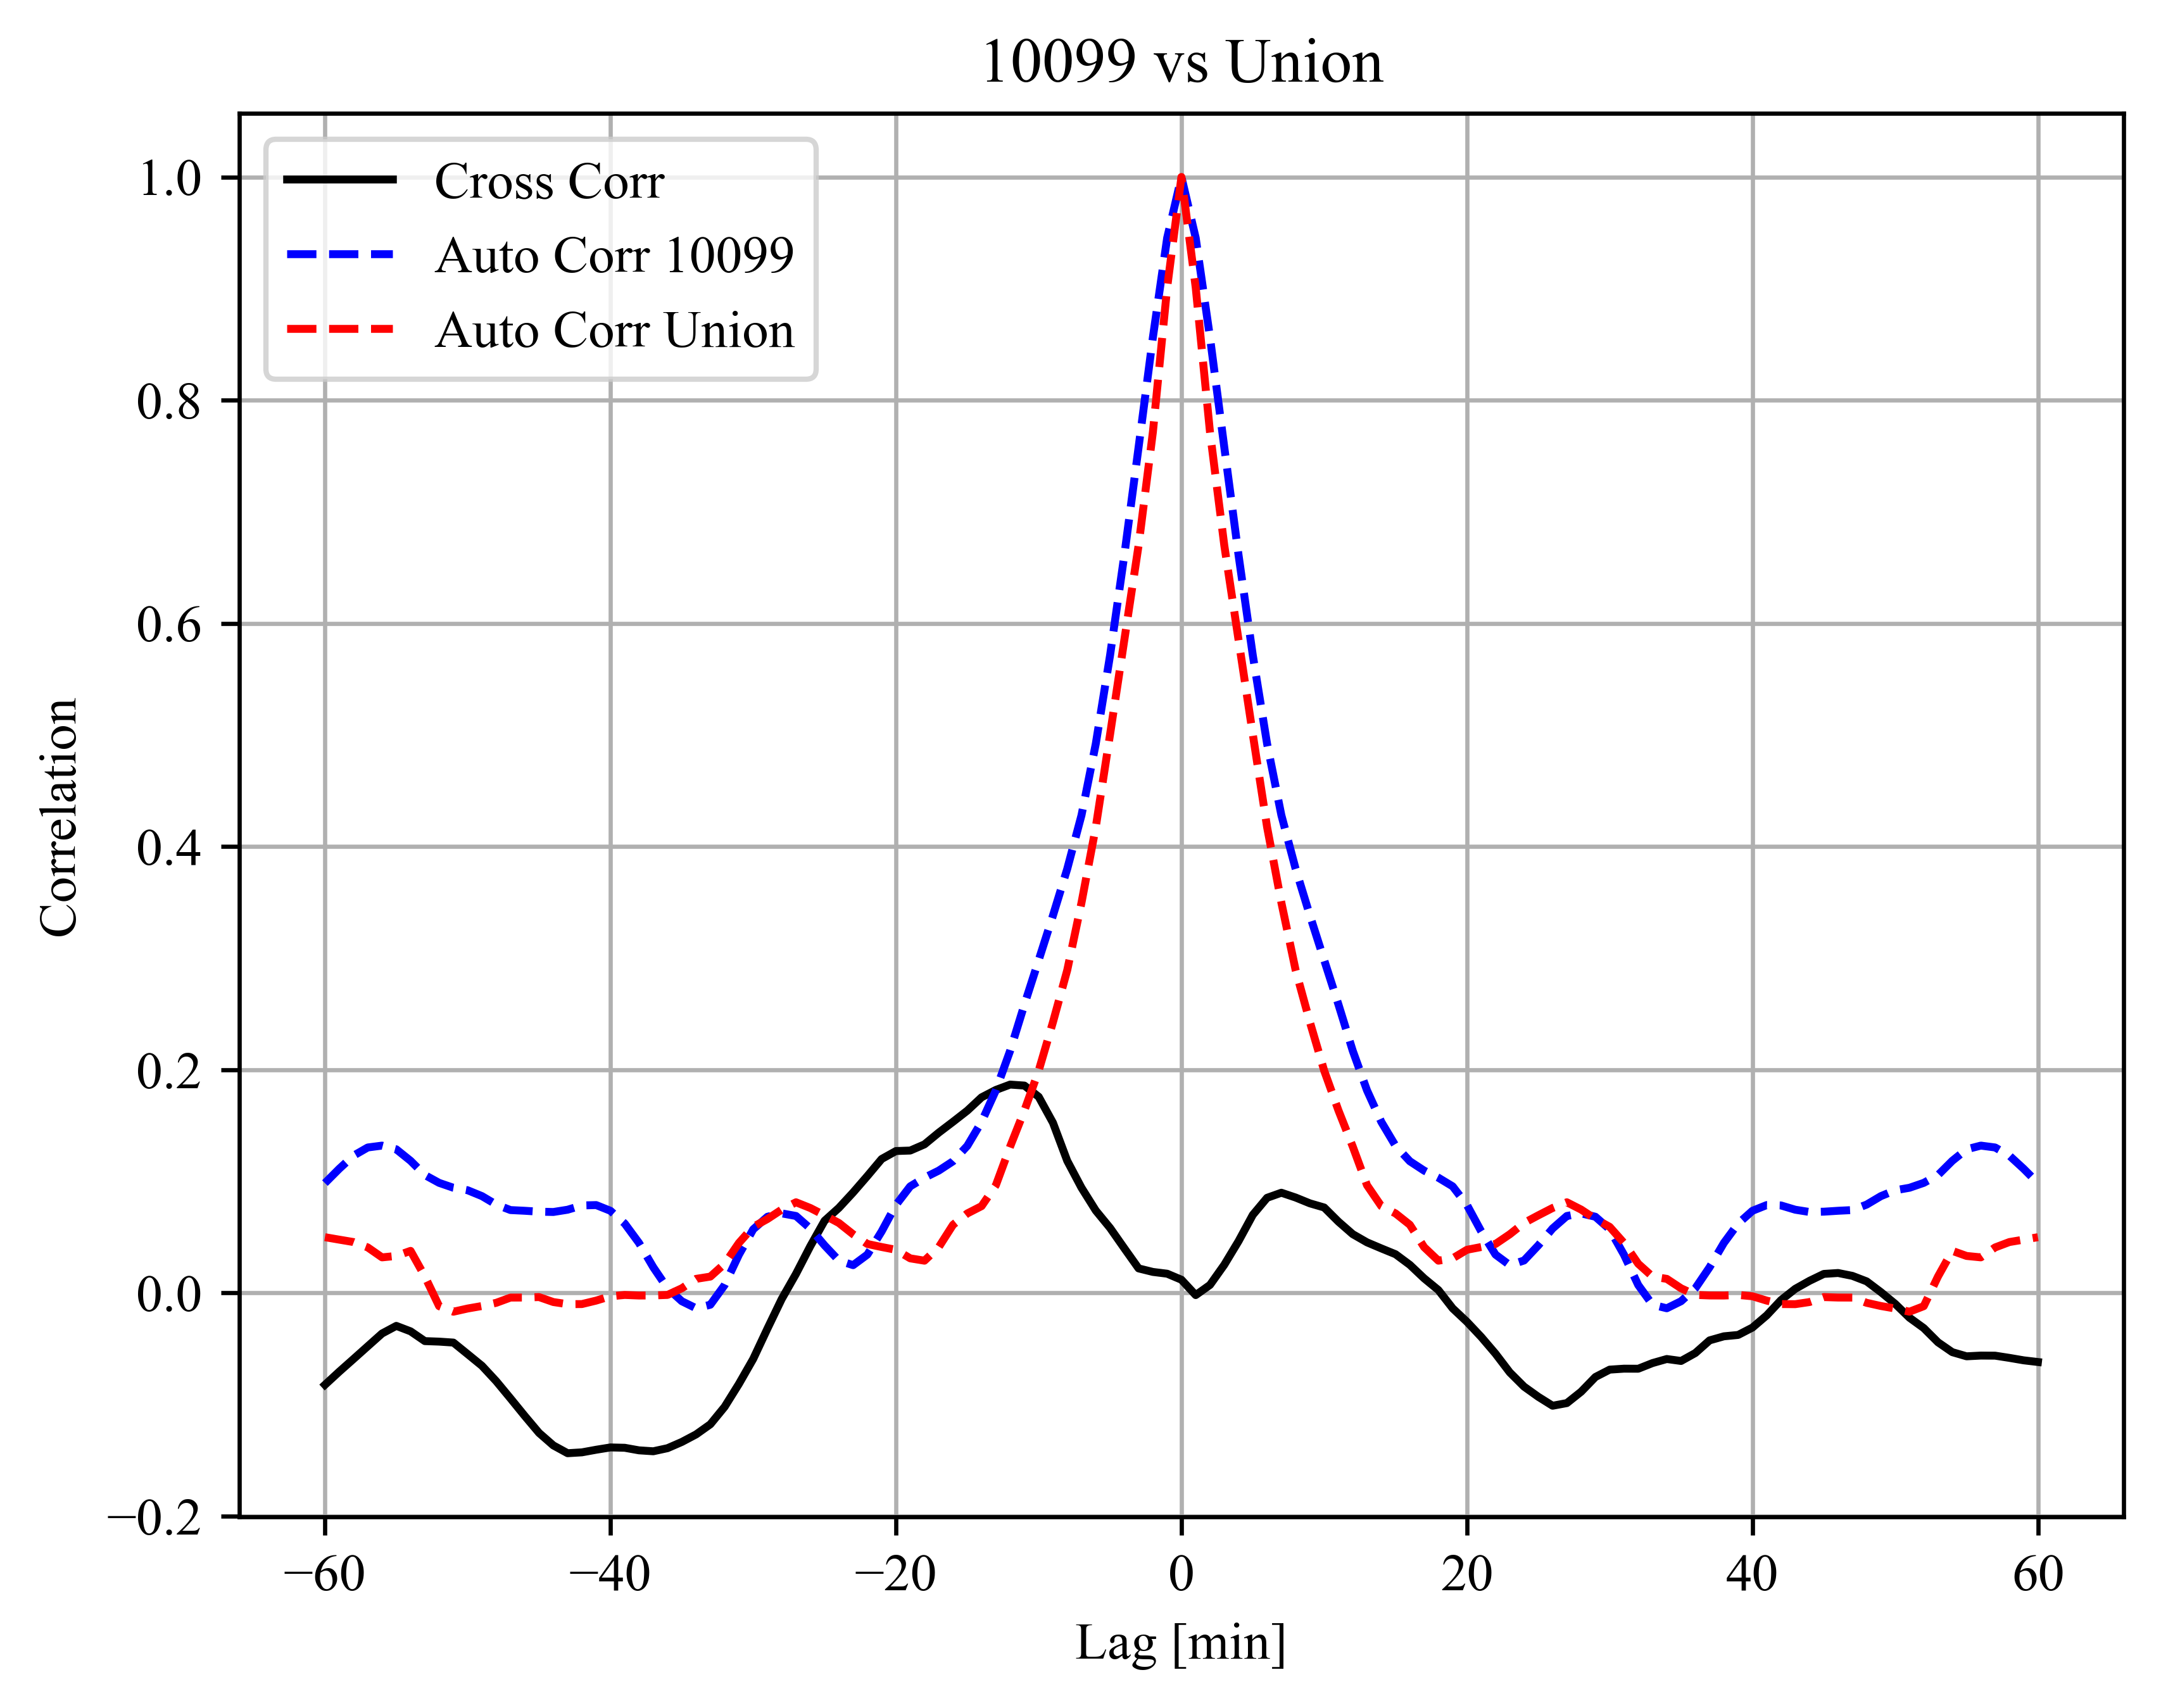 10099 vs Union
Cross Corr
Auto Corr 10099
Auto Corr Union
1.0
0.8
0.6
0.4
0.2
0.0
−0.2
Correlation
−60 −40 −20 0 20 40 60
Lag [min]